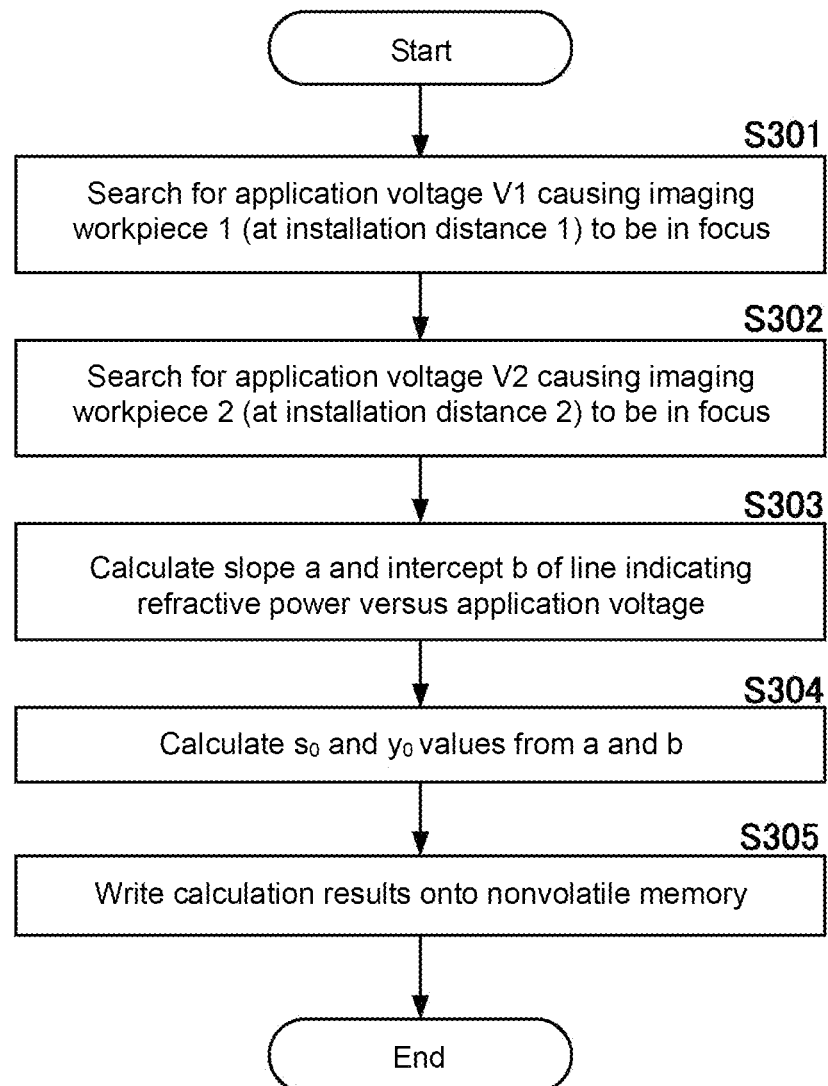 Start
S301
Search for application voltage V1 causing imaging
workpiece 1 (at installation distance 1) to be in focus
S302
Search for application voltage V2 causing imaging
workpiece 2 (at installation distance 2) to be in focus
S303
Calculate slope a and intercept b of line indicating
refractive power versus application voltage
S304
Calculate s₀ and y₀ values from a and b
S305
Write calculation results onto nonvolatile memory
End